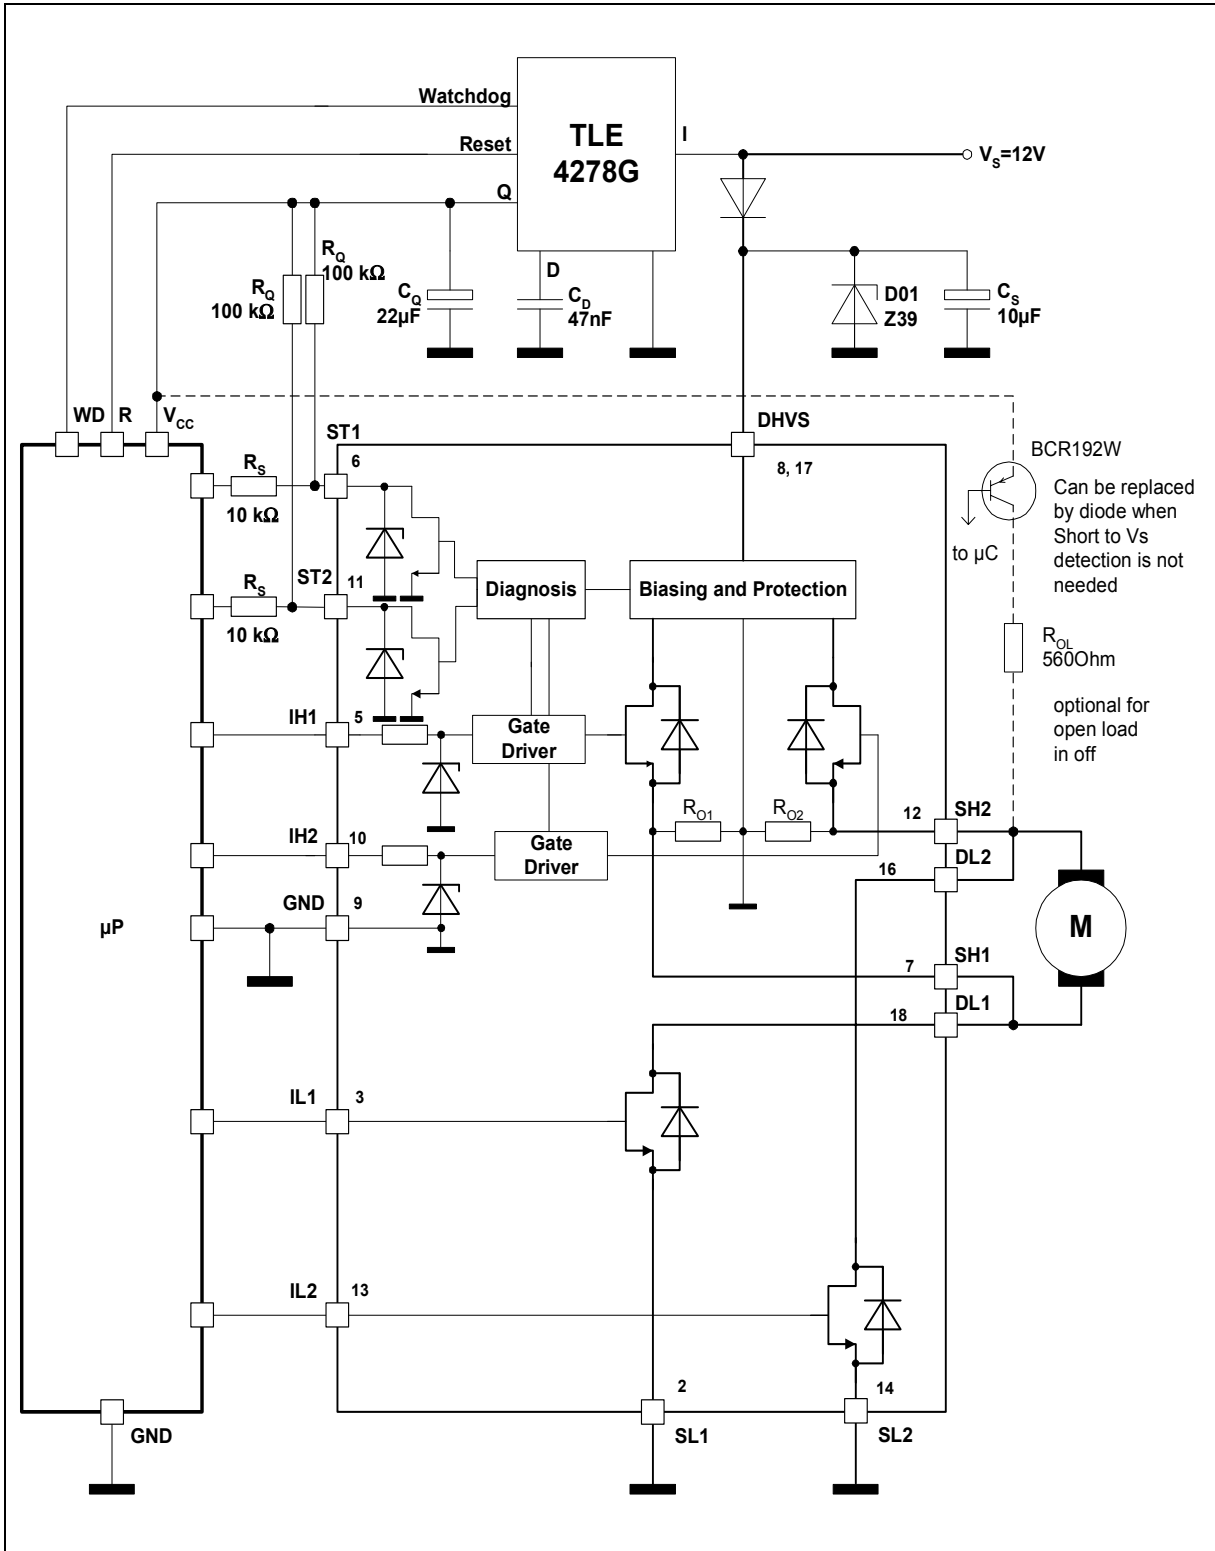 Watchdog
TLE
4278G
I
Reset
V_S=12V
Q
D
R_Q
100 kΩ
R_Q
100 kΩ
C_Q
22µF
C_D
47nF
D01
Z39
C_S
10µF
WD
R
V_CC
ST1
DHVS
6
8, 17
BCR192W
R_S
10 kΩ
Can be replaced
by diode when
Short to Vs
detection is not
needed
to µC
ST2
11
R_S
10 kΩ
Diagnosis
Biasing and Protection
R_OL
560Ohm
optional for
open load
in off
IH1
5
Gate
Driver
R_O1
R_O2
12
SH2
IH2
10
Gate
Driver
16
DL2
GND
9
µP
M
7
SH1
18
DL1
IL1
3
IL2
13
2
14
GND
SL1
SL2